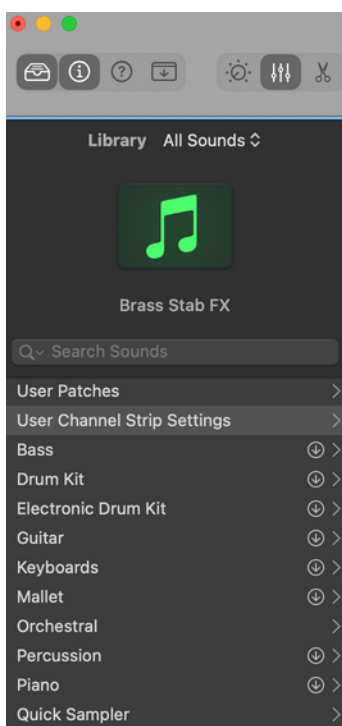 Library All Sounds
Brass Stab FX
Search Sounds
User Patches
User Channel Strip Settings
Bass
Drum Kit
Electronic Drum Kit
Guitar
Keyboards
Mallet
Orchestral
Percussion
Piano
Quick Sampler